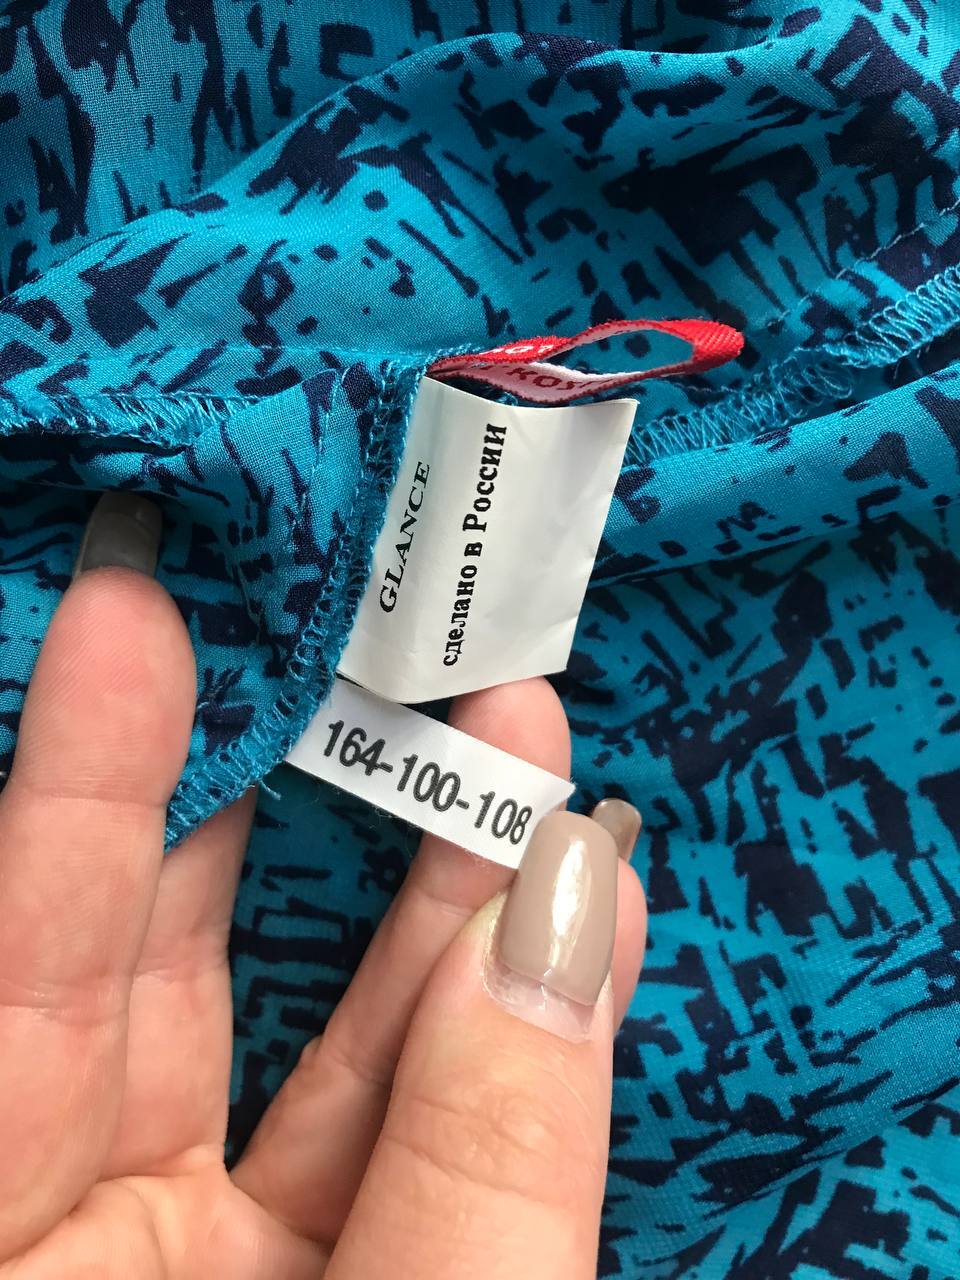 GLANCE
сделано в России
164-100-108